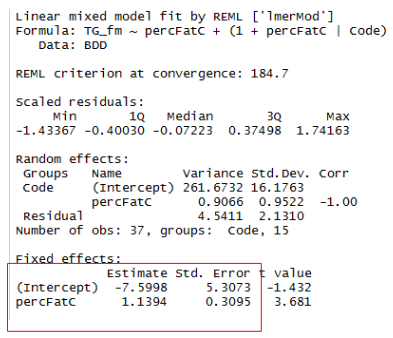 Linear mixed model fit by REML ['lmerMod']
Formula: TG_fm ~ percFatC + (1 + percFatC | Code)
Data: BDD
REML criterion at convergence: 184.7
Scaled residuals:
Min 1Q Median 3Q Max
-1.43367 -0.40030 -0.07223 0.37498 1.74163
Random effects:
Groups Name Variance Std.Dev. Corr
Code (Intercept) 261.6732 16.1763
percFatC 0.9066 0.9522 -1.00
Residual 4.5411 2.1310
Number of obs: 37, groups: Code, 15
Fixed effects:
Estimate Std. Error t value
(Intercept) -7.5998 5.3073 -1.432
percFatC 1.1394 0.3095 3.681